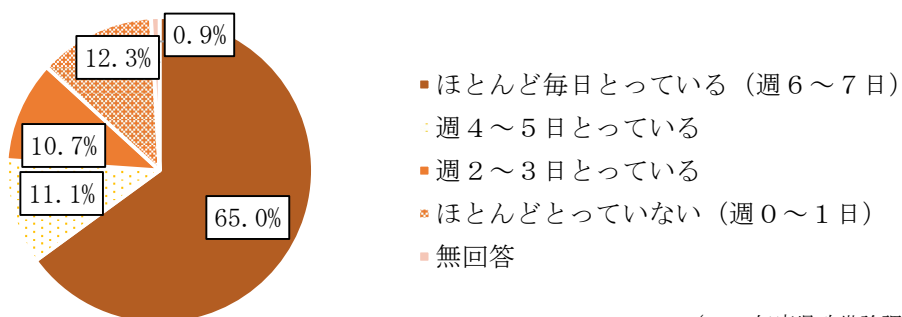 0.9%
12.3%
10.7%
11.1%
65.0%
ほとんど毎日とっている（週６～７日）
週４～５日とっている
週２～３日とっている
ほとんどとっていない（週０～１日）
無回答